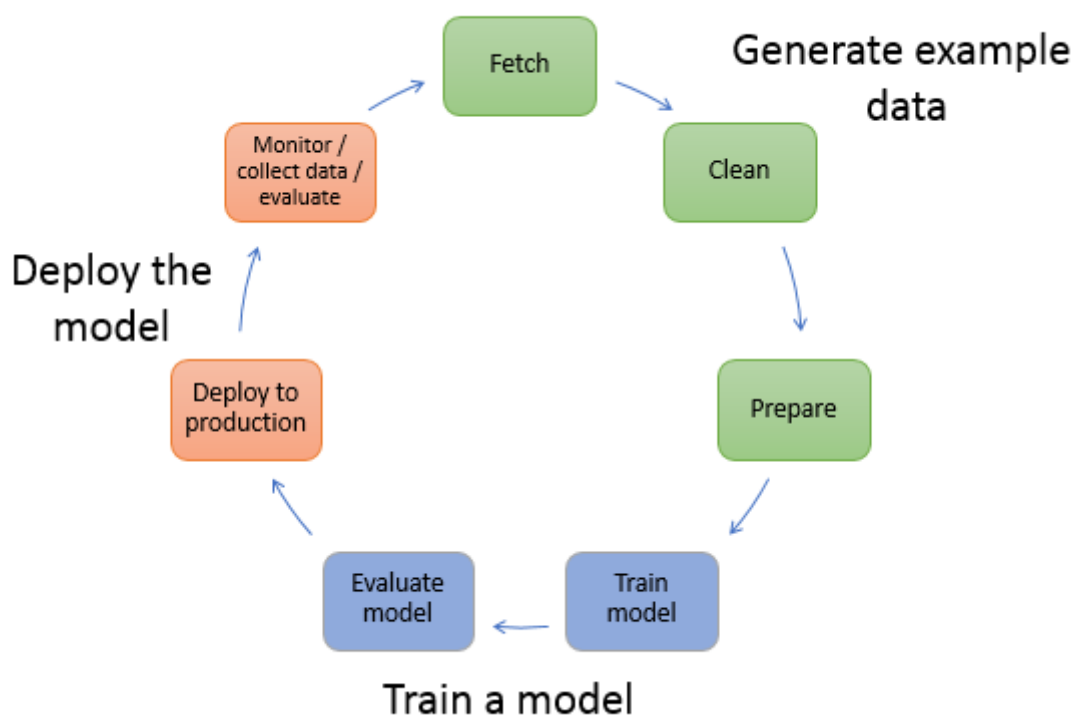 Fetch
Generate example
data
Clean
Prepare
Train
model
Train a model
Evaluate
model
Deploy to
production
Deploy the
model
Monitor /
collect data /
evaluate